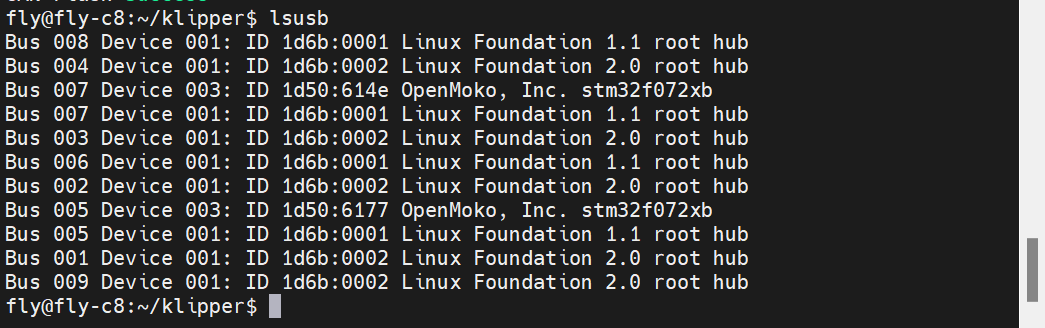 fly@fly-c8:~/klipper$ lsusb
Bus 008 Device 001: ID 1d6b:0001 Linux Foundation 1.1 root hub
Bus 004 Device 001: ID 1d6b:0002 Linux Foundation 2.0 root hub
Bus 007 Device 003: ID 1d50:614e OpenMoko, Inc. stm32f072xb
Bus 007 Device 001: ID 1d6b:0001 Linux Foundation 1.1 root hub
Bus 003 Device 001: ID 1d6b:0002 Linux Foundation 2.0 root hub
Bus 006 Device 001: ID 1d6b:0001 Linux Foundation 1.1 root hub
Bus 002 Device 001: ID 1d6b:0002 Linux Foundation 2.0 root hub
Bus 005 Device 003: ID 1d50:6177 OpenMoko, Inc. stm32f072xb
Bus 005 Device 001: ID 1d6b:0001 Linux Foundation 1.1 root hub
Bus 001 Device 001: ID 1d6b:0002 Linux Foundation 2.0 root hub
Bus 009 Device 001: ID 1d6b:0002 Linux Foundation 2.0 root hub
fly@fly-c8:~/klipper$